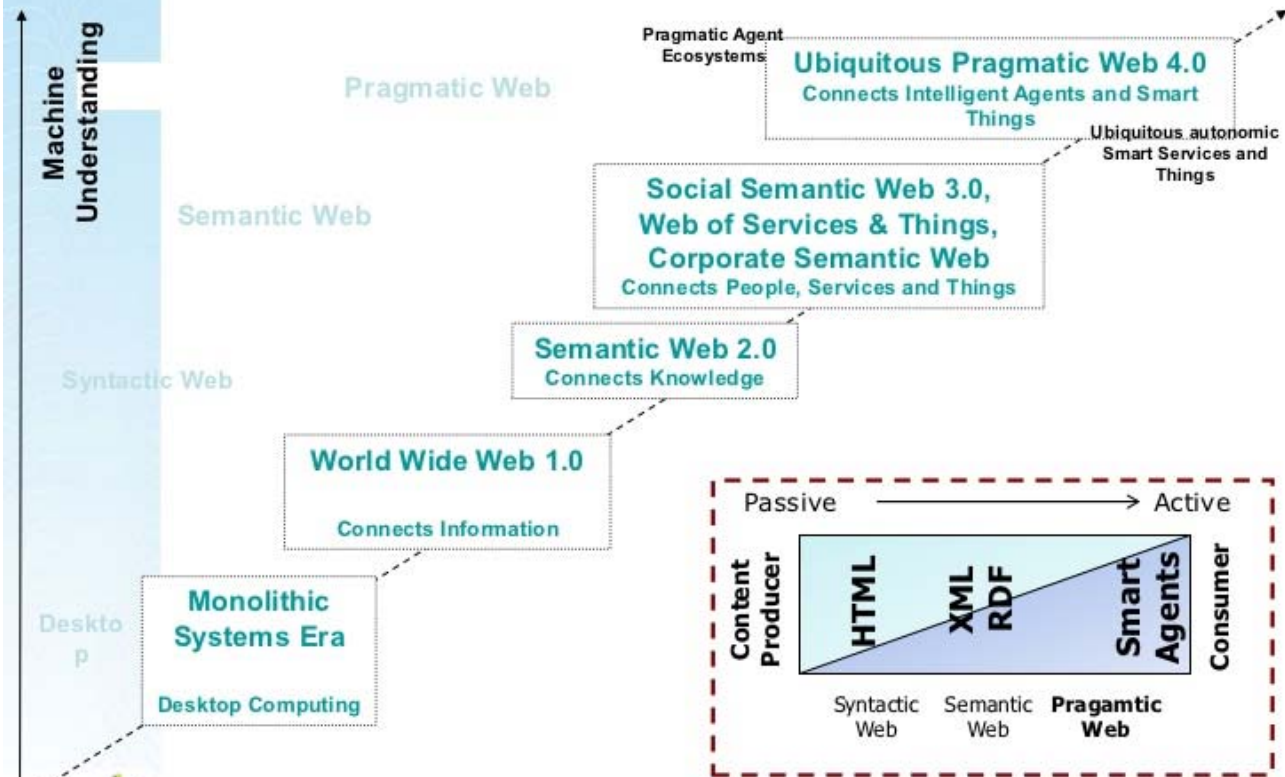 Machine
Understanding
Pragmatic Agent
Ecosystems
Ubiquitous Pragmatic Web 4.0
Connects Intelligent Agents and Smart
Things
Pragmatic Web
Ubiquitous autonomic
Smart Services and
Things
Social Semantic Web 3.0,
Web of Services & Things,
Corporate Semantic Web
Connects People, Services and Things
Semantic Web
Semantic Web 2.0
Connects Knowledge
Syntactic Web
World Wide Web 1.0
Connects Information
Monolithic
Systems Era
Desktop Computing
Deskto
p
Passive
Active
Content
Producer
HTML
XML
RDF
Smart
Agents
Consumer
Syntactic
Web
Semantic
Web
Pragamtic
Web